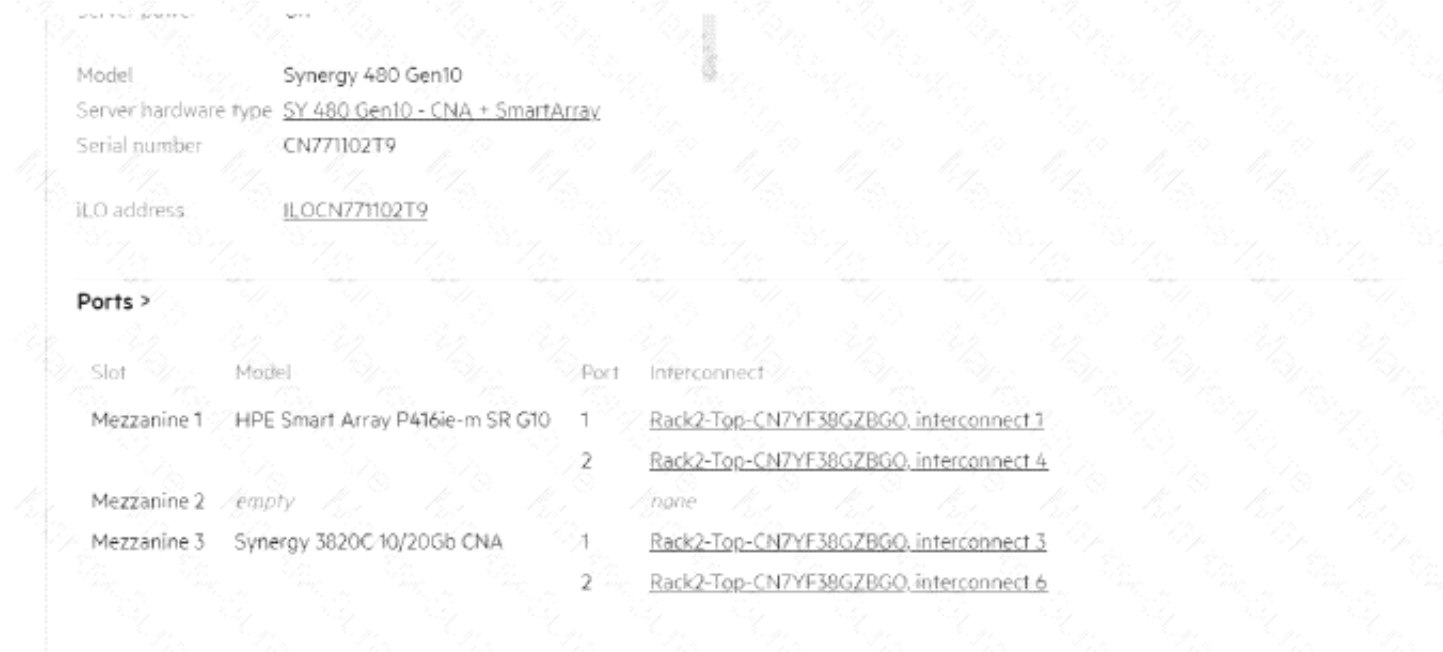 Model Synergy 480 Gen10
Server hardware type SY 480 Gen10 - CNA + SmartArray
Serial number CN771102T9
iLO address ILOCN771102T9
Ports >
Slot Model Port Interconnect
Mezzanine 1 HPE Smart Array P416ie-m SR G10 1 Rack2-Top-CN7YF38GZBGO, interconnect 1
2 Rack2-Top-CN7YF38GZBGO, interconnect 4
Mezzanine 2 empty none
Mezzanine 3 Synergy 3820C 10/20Gb CNA 1 Rack2-Top-CN7YF38GZBGO, interconnect 3
2 Rack2-Top-CN7YF38GZBGO, interconnect 6